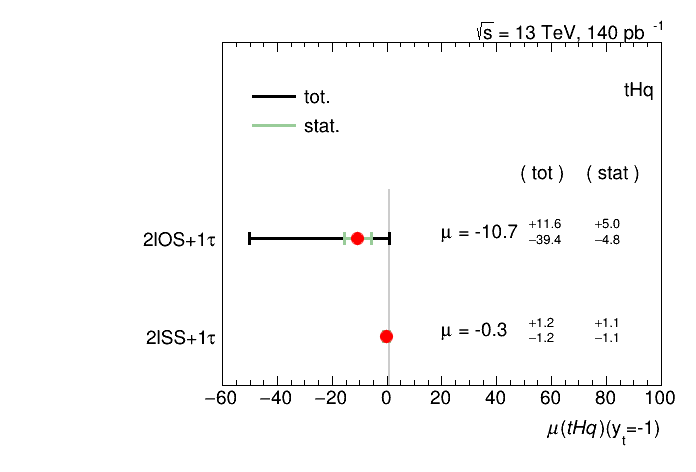 √s = 13 TeV, 140 pb⁻¹
tHq
tot.
stat.
( tot ) ( stat )
2lOS+1τ μ = -10.7 +11.6 −39.4 +5.0 −4.8
2lSS+1τ μ = -0.3 +1.2 −1.2 +1.1 −1.1
−60 −40 −20 0 20 40 60 80 100
μ(tHq)(y_t=-1)